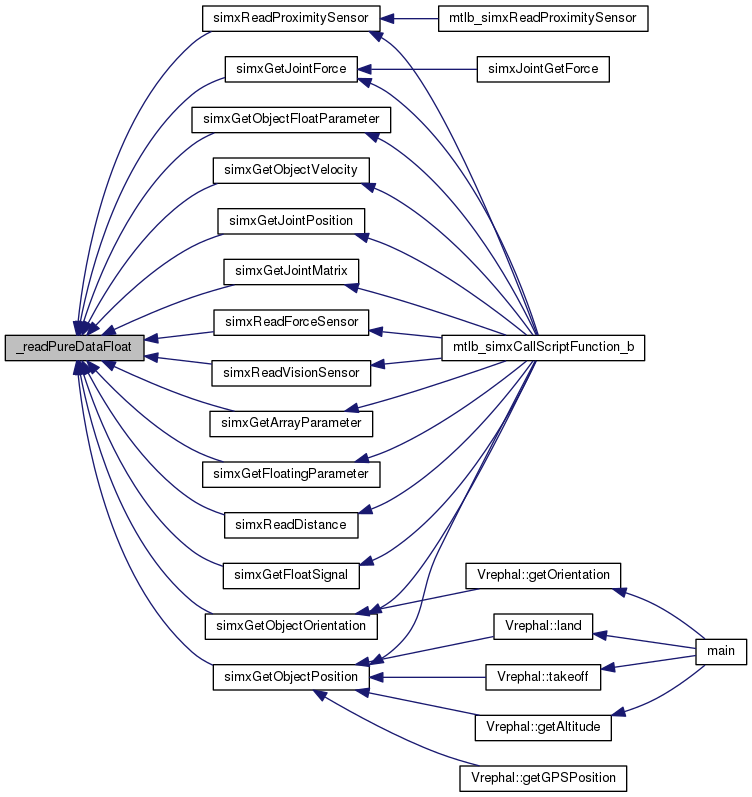 simxReadProximitySensor
mtlb_simxReadProximitySensor
simxGetJointForce
simxJointGetForce
simxGetObjectFloatParameter
simxGetObjectVelocity
simxGetJointPosition
simxGetJointMatrix
simxReadForceSensor
_readPureDataFloat
mtlb_simxCallScriptFunction_b
simxReadVisionSensor
simxGetArrayParameter
simxGetFloatingParameter
simxReadDistance
simxGetFloatSignal
Vrephal::getOrientation
simxGetObjectOrientation
Vrephal::land
main
simxGetObjectPosition
Vrephal::takeoff
Vrephal::getAltitude
Vrephal::getGPSPosition